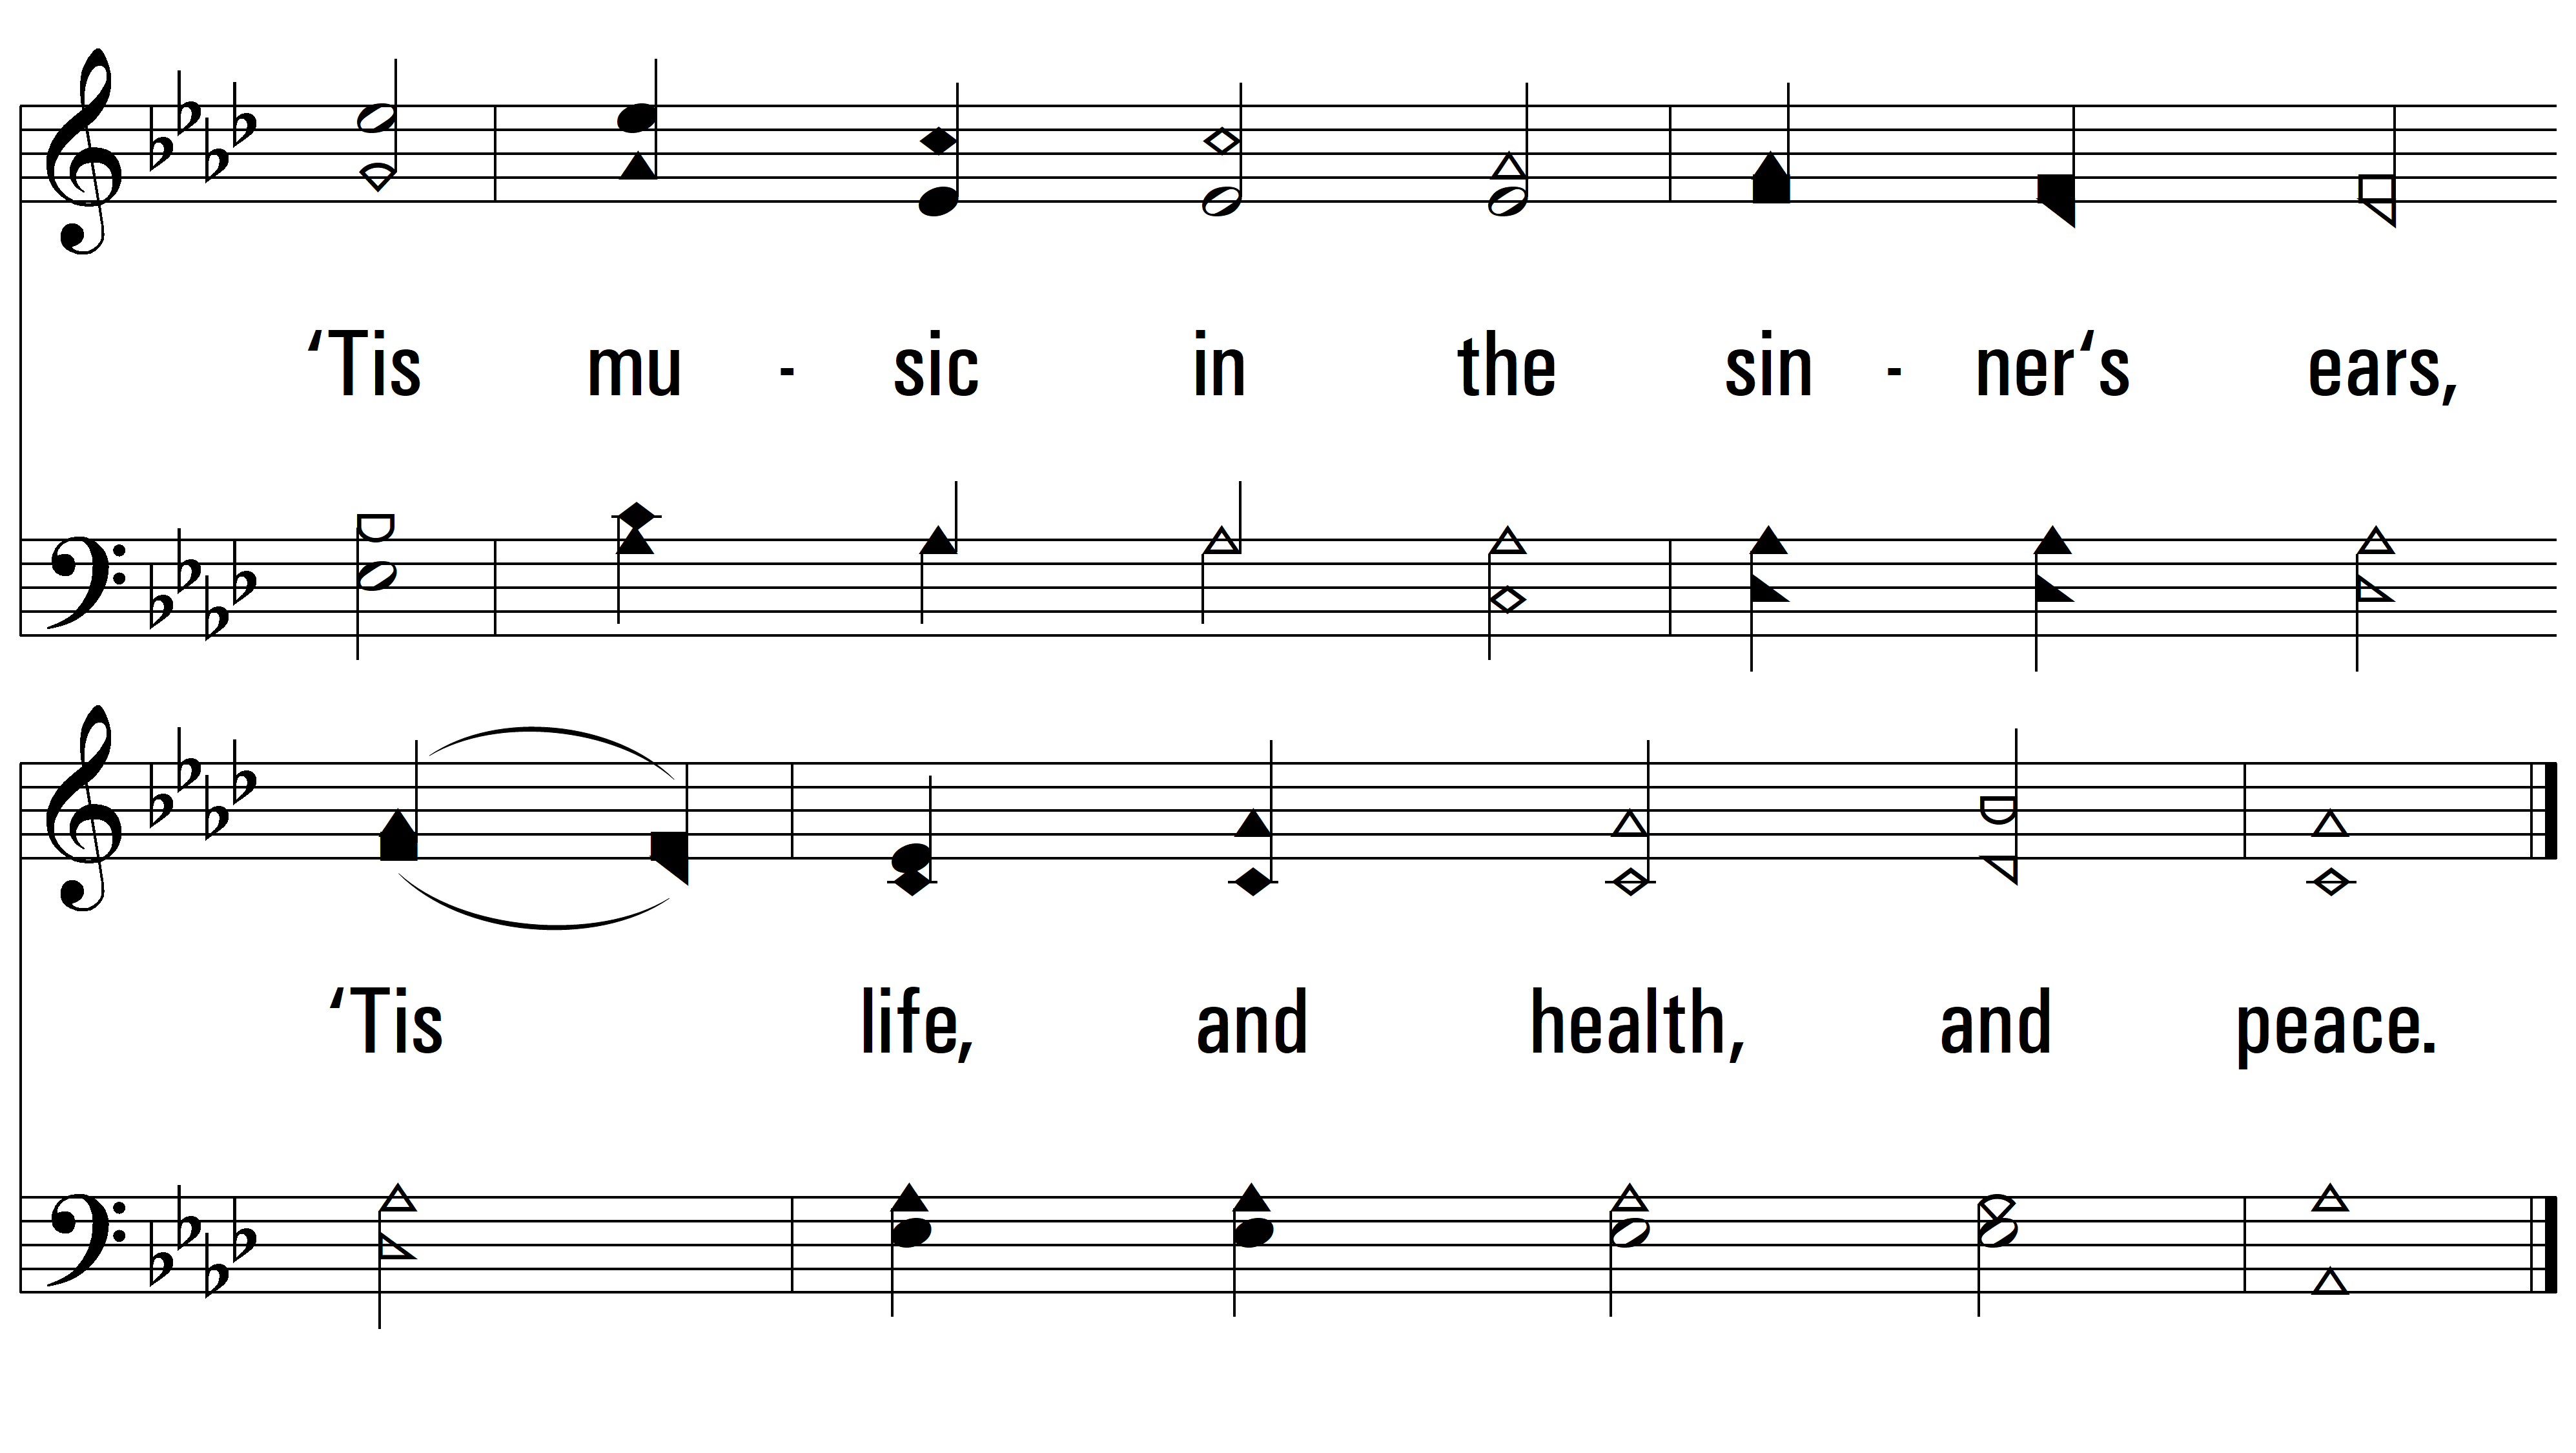 ‘Tis mu - sic in the sin - ner‘s ears,
‘Tis life, and health, and peace.